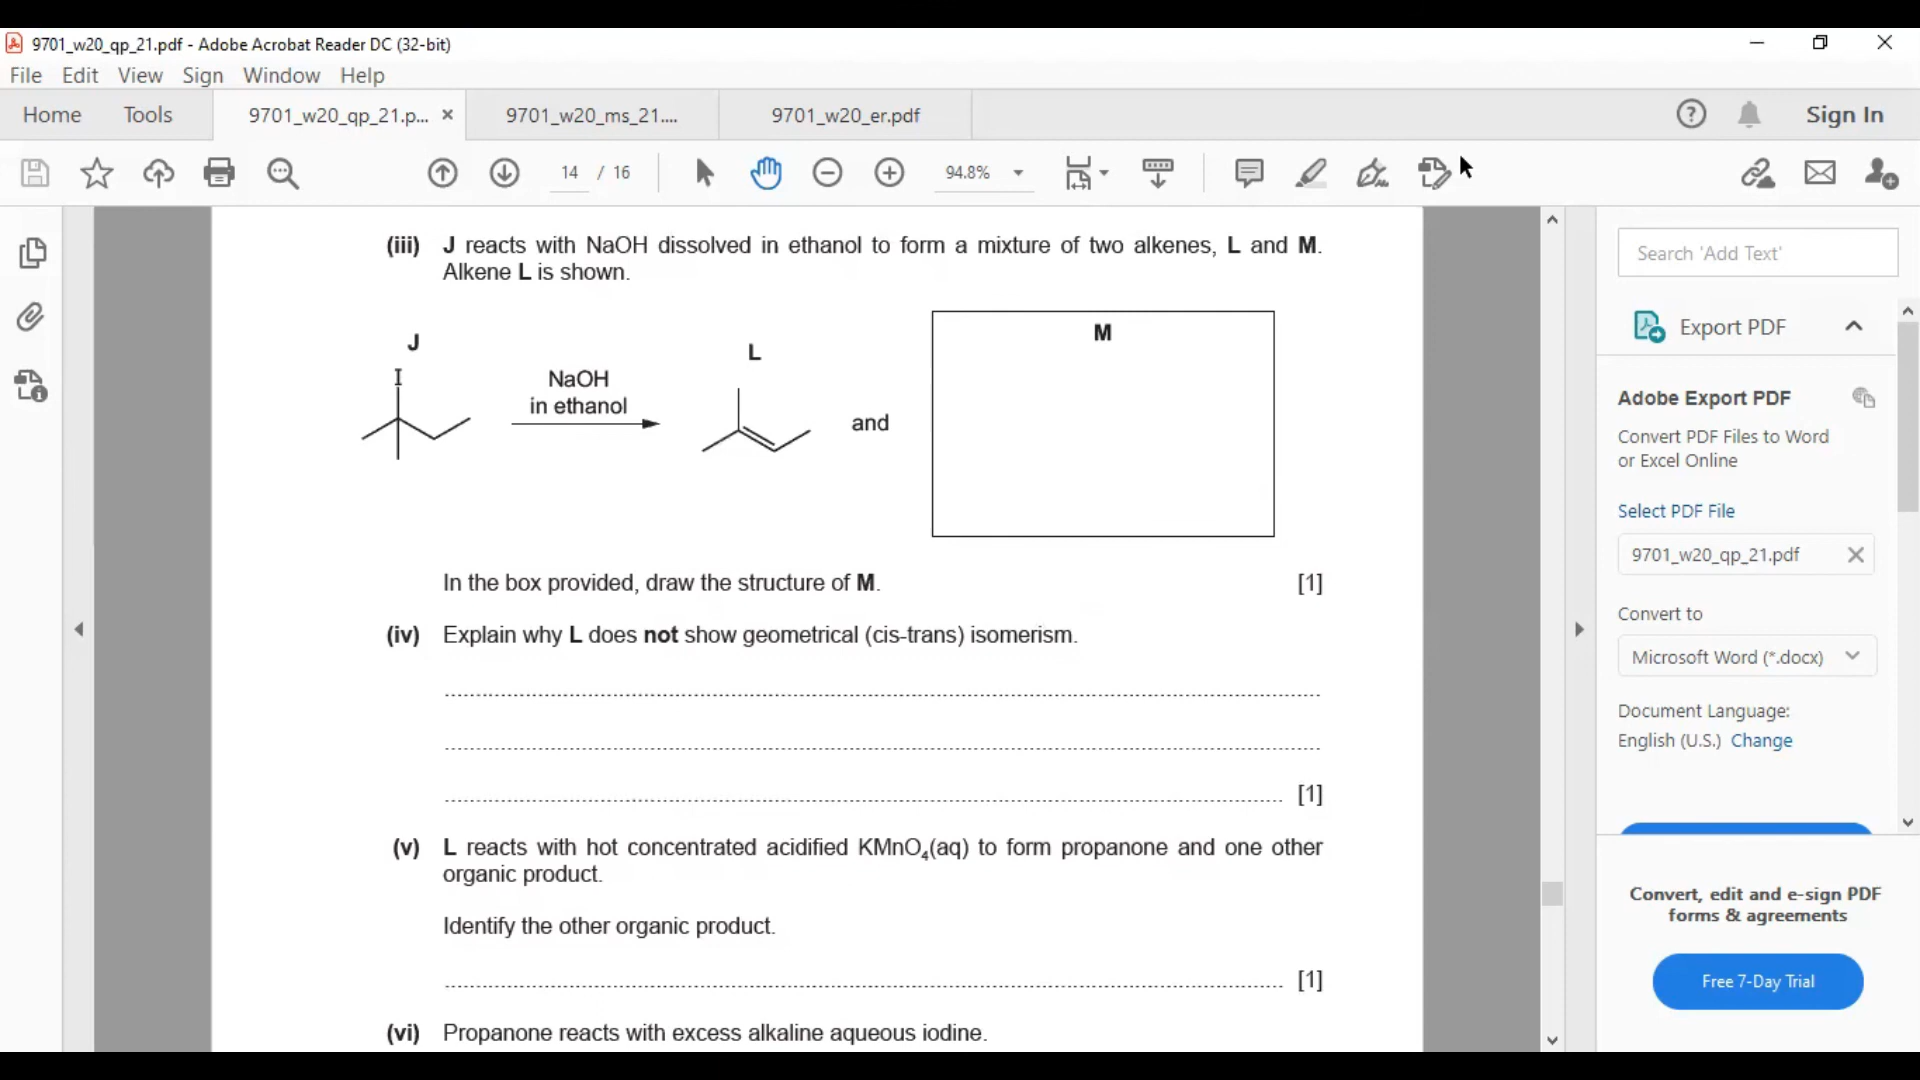 9701_w20_qp_21.pdf - Adobe Acrobat Reader DC (32-bit)
File Edit View Sign Window Help
Home Tools 9701_w20_qp_21.p... × 9701_w20_ms_21.... 9701_w20_er.pdf Sign In
14 / 16 94.8%
(iii) J reacts with NaOH dissolved in ethanol to form a mixture of two alkenes, L and M.
Alkene L is shown.
J
I
NaOH
in ethanol
L
and
M
In the box provided, draw the structure of M. [1]
(iv) Explain why L does not show geometrical (cis-trans) isomerism.
[1]
(v) L reacts with hot concentrated acidified KMnO₄(aq) to form propanone and one other
organic product.
Identify the other organic product.
[1]
(vi) Propanone reacts with excess alkaline aqueous iodine.
Search 'Add Text'
Export PDF
Adobe Export PDF
Convert PDF Files to Word
or Excel Online
Select PDF File
9701_w20_qp_21.pdf
Convert to
Microsoft Word (*.docx)
Document Language:
English (U.S.) Change
Convert, edit and e-sign PDF
forms & agreements
Free 7-Day Trial